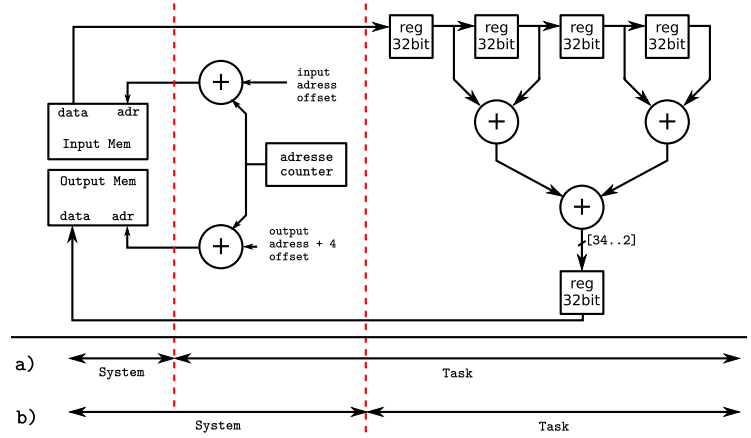 reg
32bit
reg
32bit
reg
32bit
reg
32bit
+
input
adress
offset
data
adr
Input Mem
+
+
adresse
counter
Output Mem
data
adr
+
output
adress + 4
offset
+
[34..2]
reg
32bit
a)
System
Task
b)
System
Task